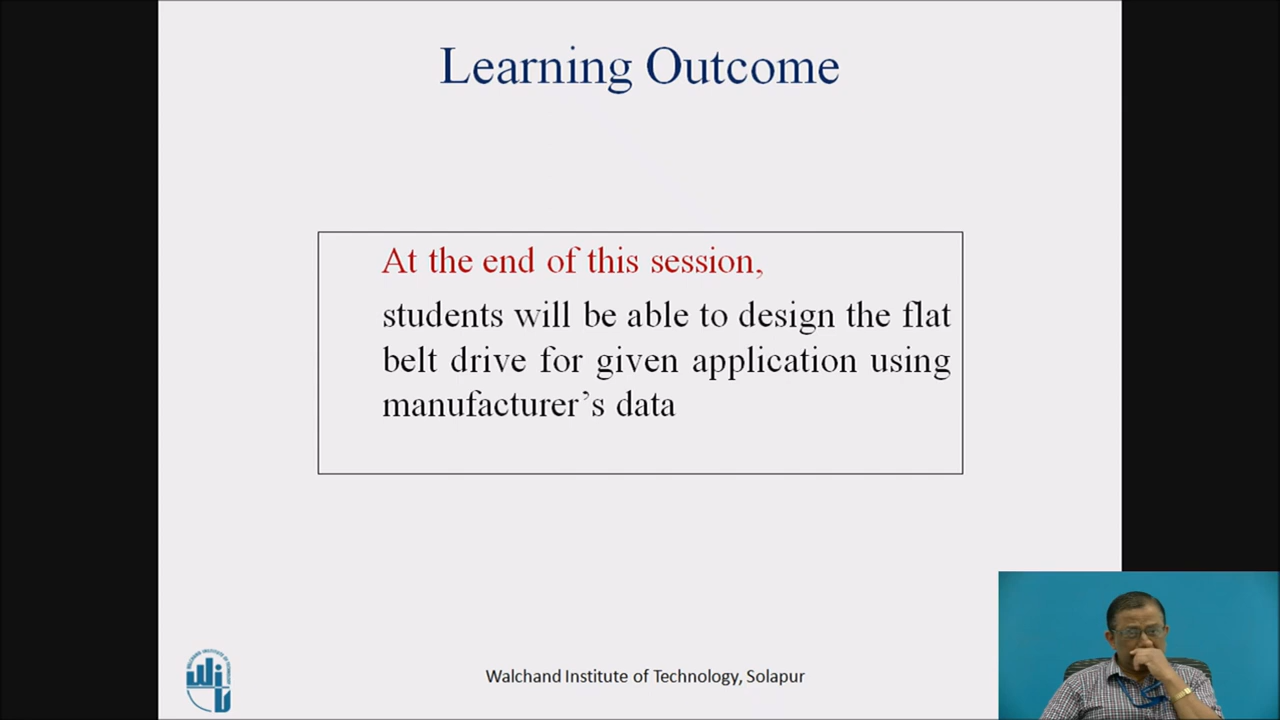 Learning Outcome
At the end of this session,
students will be able to design the flat
belt drive for given application using
manufacturer’s data
Walchand Institute of Technology, Solapur